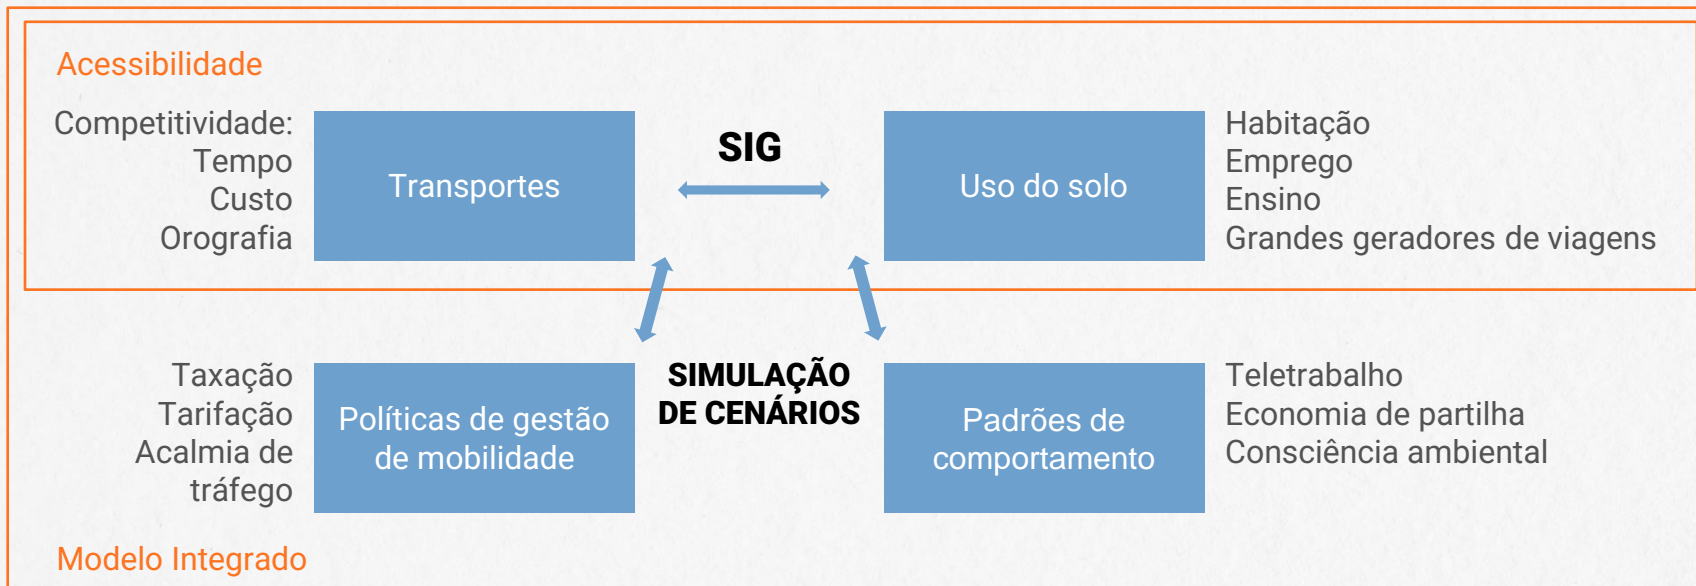 Acessibilidade
Competitividade:
Tempo
Custo
Orografia
Transportes
SIG
Uso do solo
Habitação
Emprego
Ensino
Grandes geradores de viagens
Taxação
Tarifação
Acalmia de
tráfego
Políticas de gestão
de mobilidade
SIMULAÇÃO
DE CENÁRIOS
Padrões de
comportamento
Teletrabalho
Economia de partilha
Consciência ambiental
Modelo Integrado